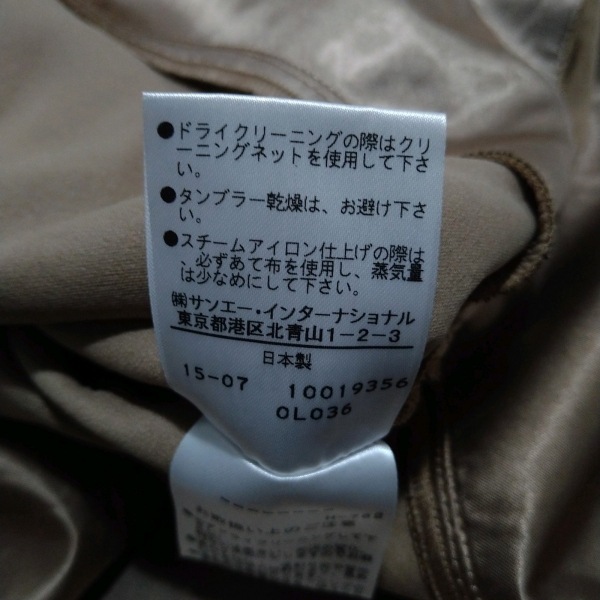 ●ドライクリーニングの際はクリ
ーニングネットを使用して下さ
い。
●タンブラー乾燥は、お避け下さ
い。
●スチームアイロン仕上げの際は
、必ずあて布を使用し、蒸気量
は少なめにして下さい。
㈱サンエー・インターナショナル
東京都港区北青山1-2-3
日本製
15-07 10019356
0L036